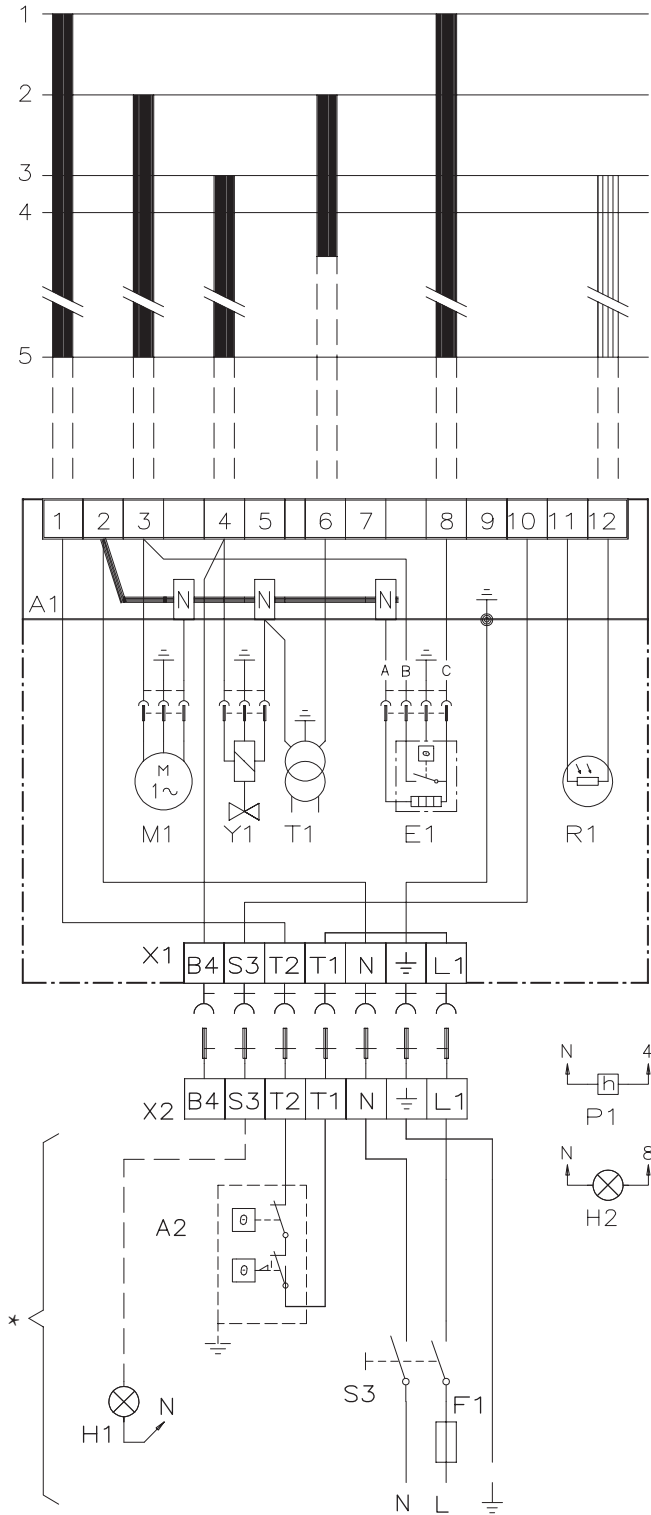 1
2
3
4
5
1 2 3 4 5 6 7 8 9 10 11 12
A1 N N N
A B C
θ
M
1~
M1 Y1 T1 E1 R1
X1 B4 S3 T2 T1 N L1
X2 B4 S3 T2 T1 N L1
N 4
h
P1
N 8
H2
A2 θ
θ
*
S3 F1
H1 N
N L